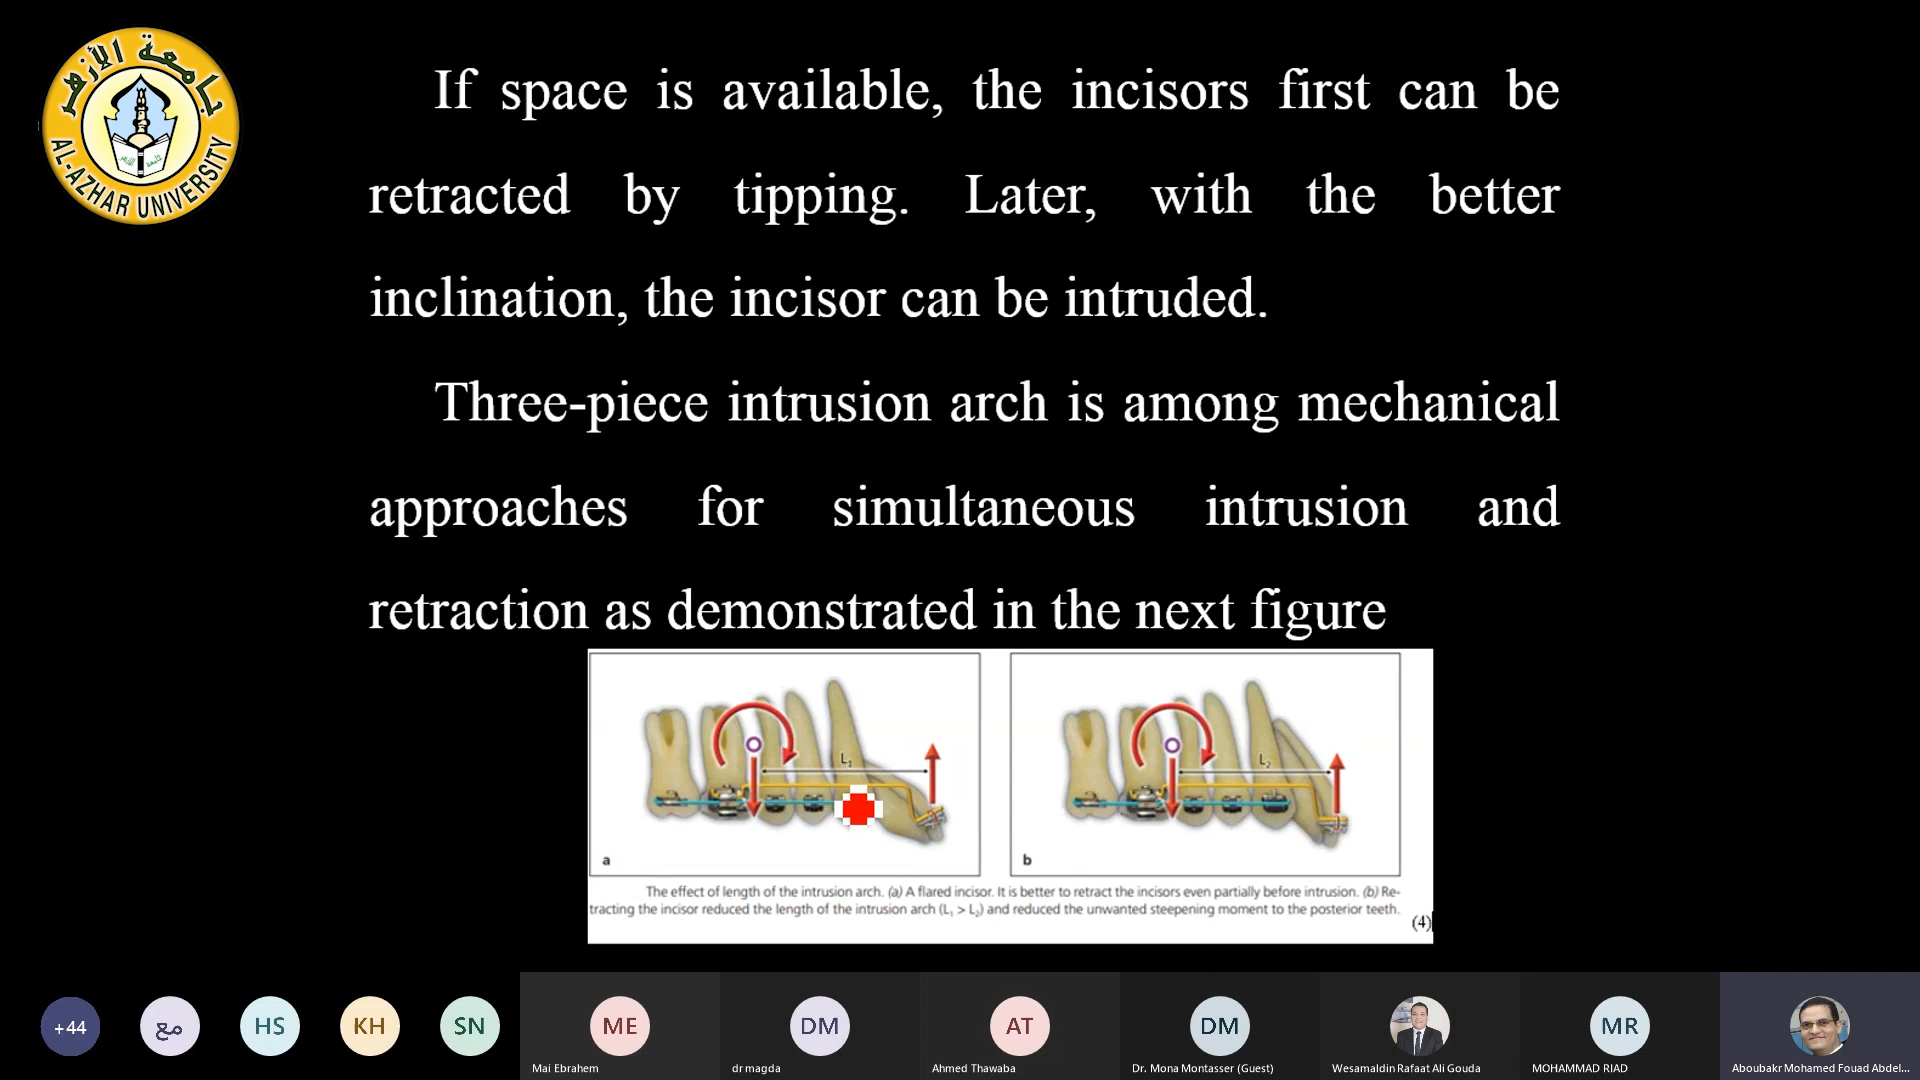 جامعة الأزهر
AL-AZHAR UNIVERSITY
If space is available, the incisors first can be
retracted by tipping. Later, with the better
inclination, the incisor can be intruded.
Three-piece intrusion arch is among mechanical
approaches for simultaneous intrusion and
retraction as demonstrated in the next figure
L₁
a
L₂
b
The effect of length of the intrusion arch. (a) A flared incisor. It is better to retract the incisors even partially before intrusion. (b) Re-
tracting the incisor reduced the length of the intrusion arch (L₁ > L₂) and reduced the unwanted steepening moment to the posterior teeth.
(4)
+44
مع
HS
KH
SN
ME
Mai Ebrahem
DM
dr magda
AT
Ahmed Thawaba
DM
Dr. Mona Montasser (Guest)
Wesamaldin Rafaat Ali Gouda
MR
MOHAMMAD RIAD
Aboubakr Mohamed Fouad Abdel...